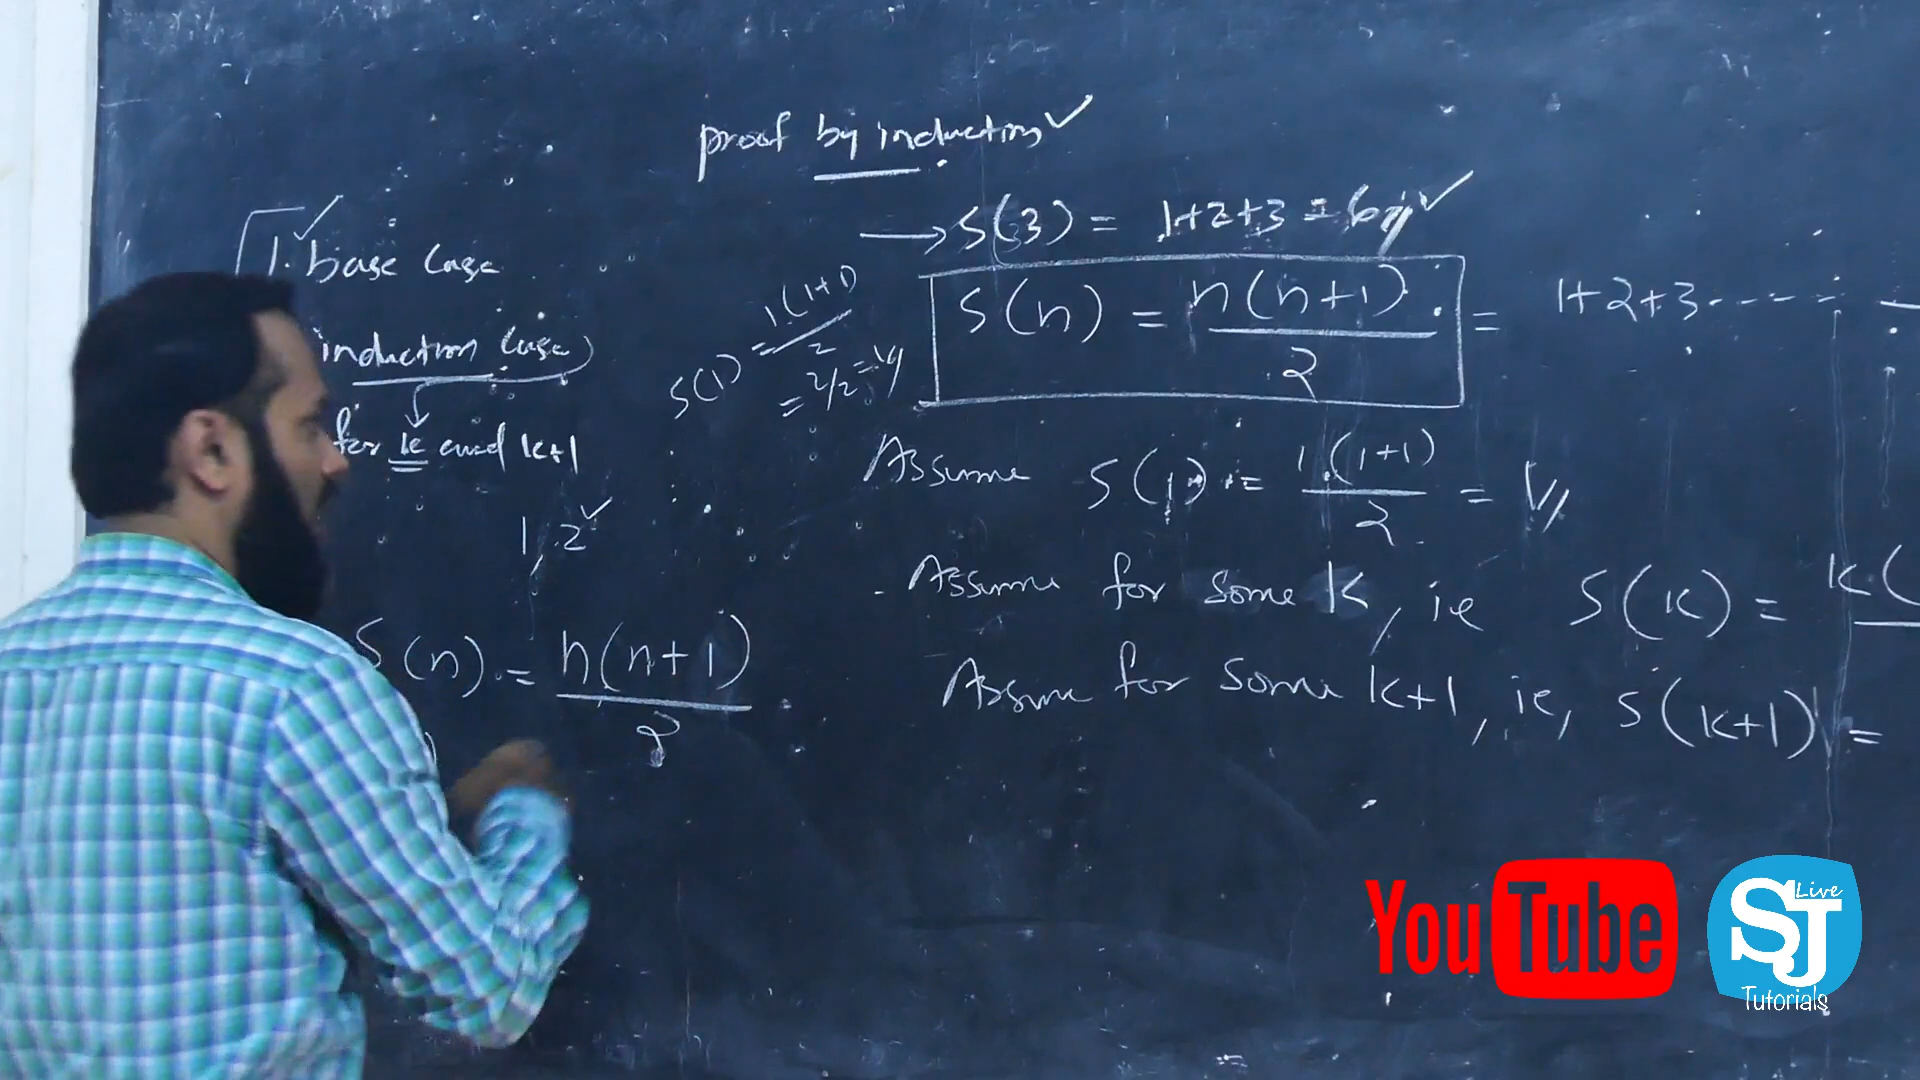 proof by induction ✓
1. base case
induction case
for k and k+1
1, 2 ✓
S(n) = n(n+1)/2
→ S(3) = 1+2+3 = 6 ✓
S(1) = 1(1+1)/2
= 2/2 = 1
S(n) = n(n+1)/2 = 1+2+3----
Assume S(1) = 1(1+1)/2 = 1
Assume for some k, ie S(k) = k(
Assime for some k+1, ie, S(k+1) =
YouTube
SJ Live
Tutorials